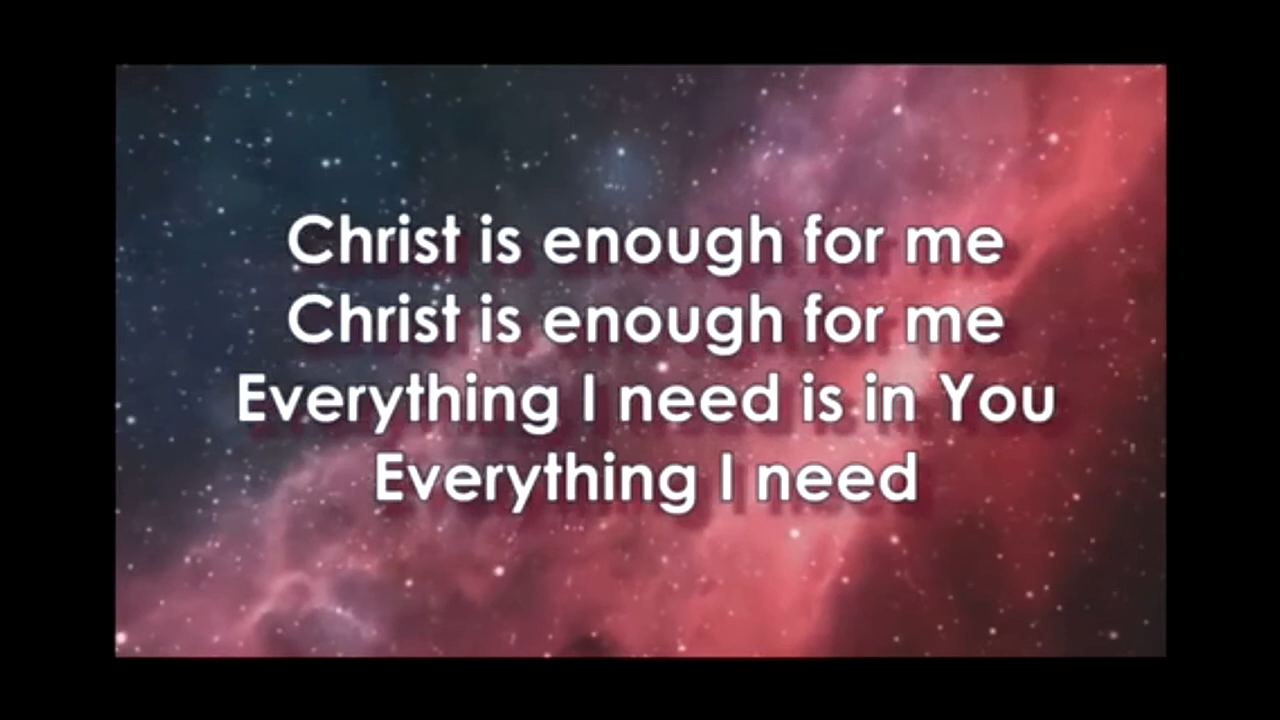 Christ is enough for me
Christ is enough for me
Everything I need is in You
Everything I need